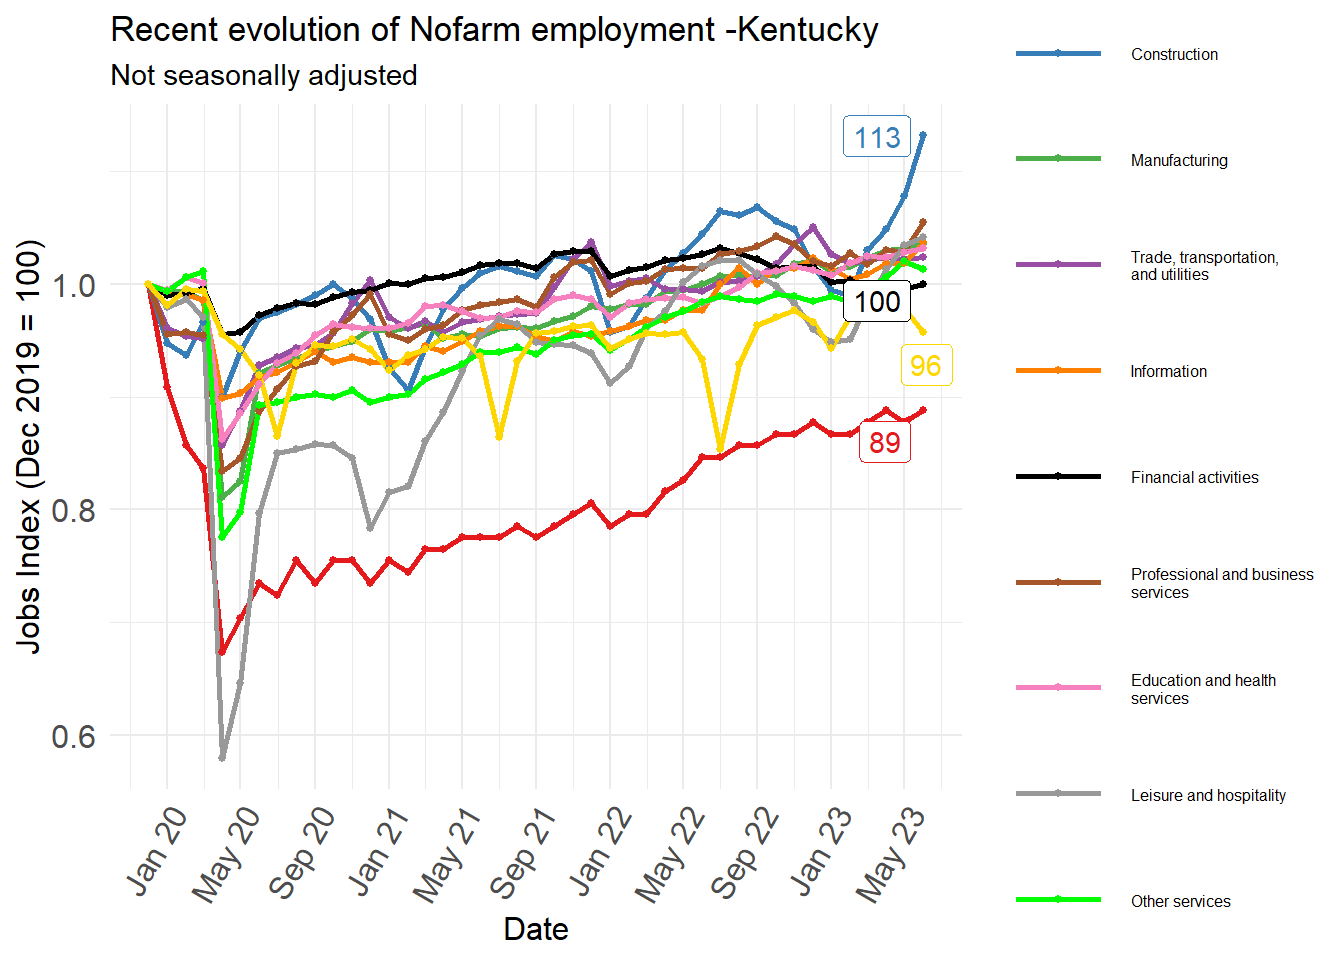 Recent evolution of Nofarm employment -Kentucky
Not seasonally adjusted
Jobs Index (Dec 2019 = 100)
1.0
0.8
0.6
113
100
96
89
Jan 20
May 20
Sep 20
Jan 21
May 21
Sep 21
Jan 22
May 22
Sep 22
Jan 23
May 23
Date
Construction
Manufacturing
Trade, transportation,
and utilities
Information
Financial activities
Professional and business
services
Education and health
services
Leisure and hospitality
Other services